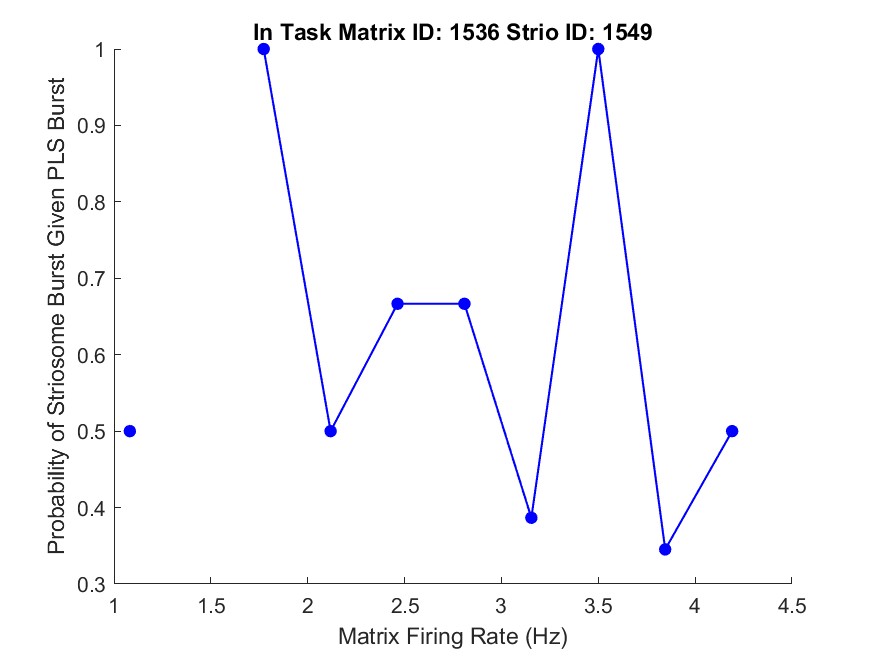 In Task Matrix ID: 1536 Strio ID: 1549
Probability of Striosome Burst Given PLS Burst
1
0.9
0.8
0.7
0.6
0.5
0.4
0.3
1 1.5 2 2.5 3 3.5 4 4.5
Matrix Firing Rate (Hz)